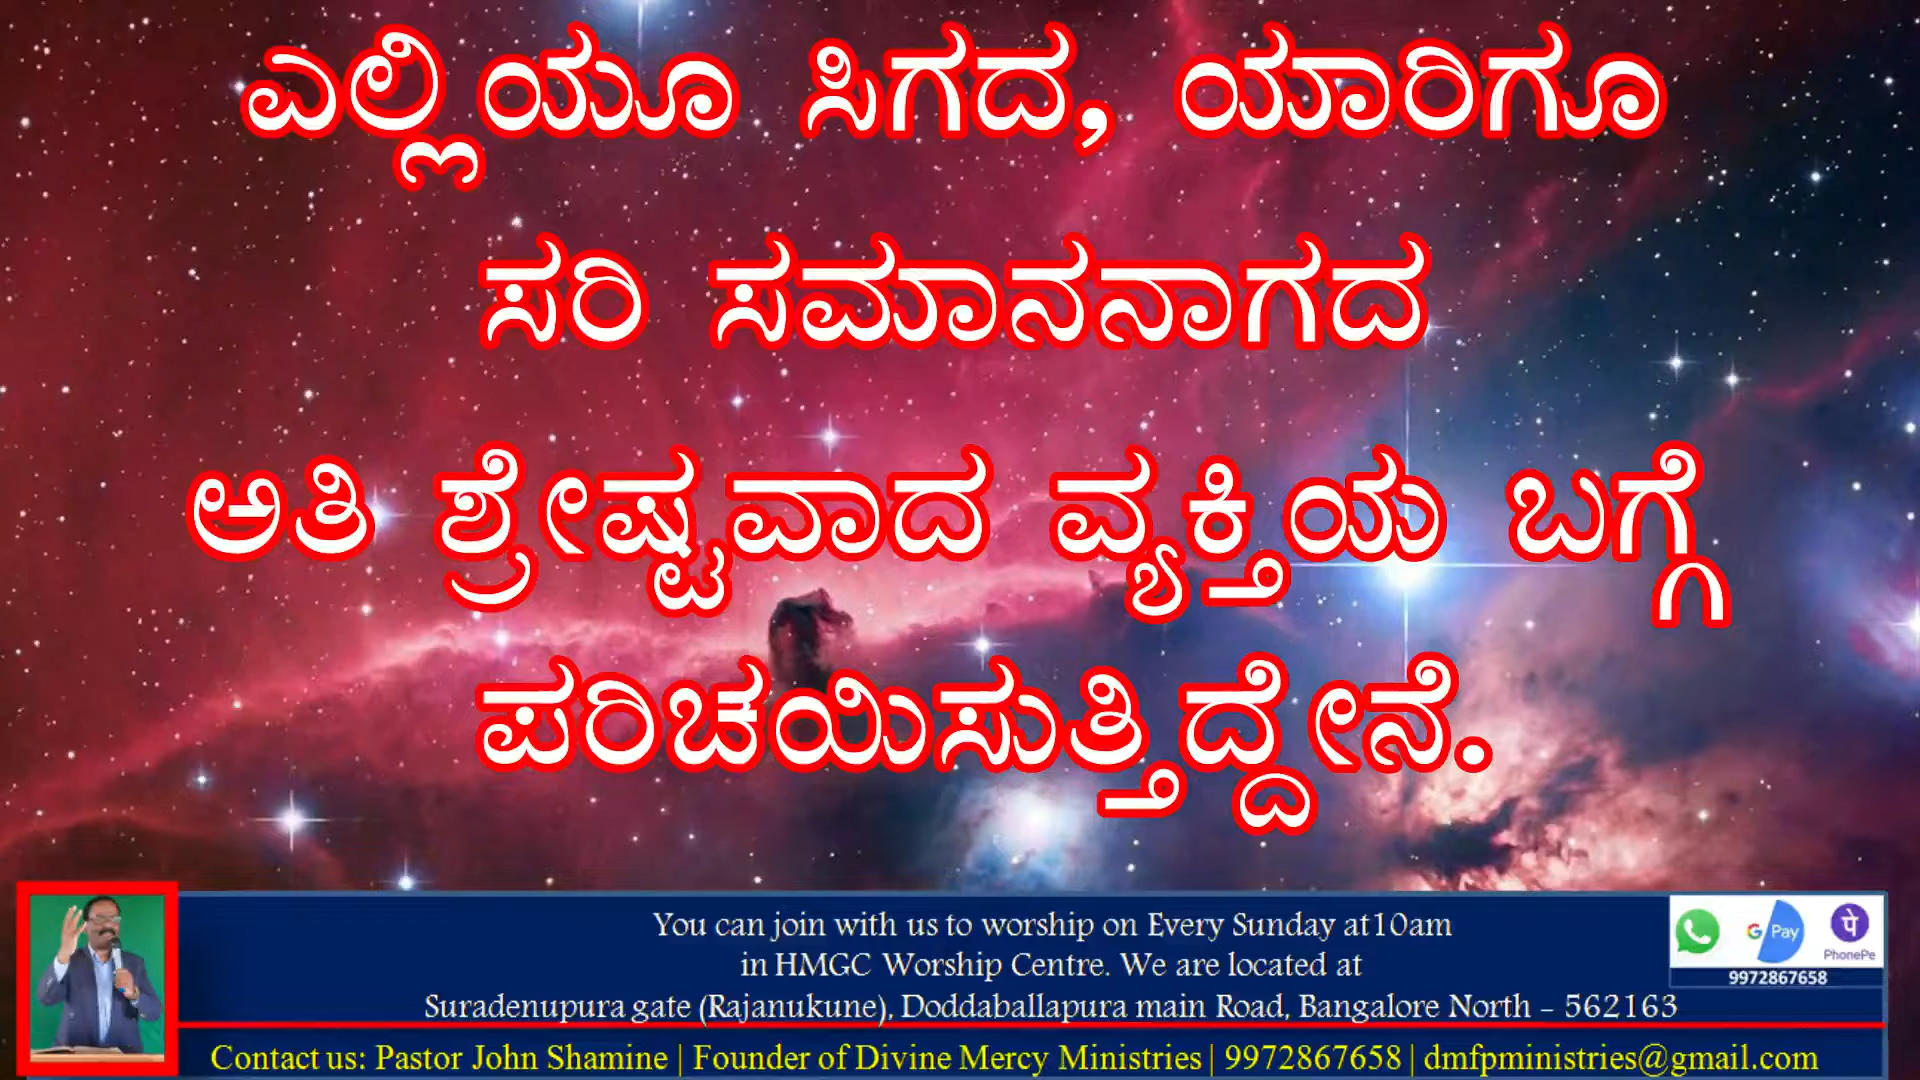 ಎಲ್ಲಿಯೂ ಸಿಗದ, ಯಾರಿಗೂ
ಸರಿ ಸಮಾನನಾಗದ
ಅತಿ ಶ್ರೇಷ್ಟವಾದ ವ್ಯಕ್ತಿಯ ಬಗ್ಗೆ
ಪರಿಚಯಿಸುತ್ತಿದ್ದೇನೆ.
You can join with us to worship on Every Sunday at10am
in HMGC Worship Centre. We are located at
Suradenupura gate (Rajanukune), Doddaballapura main Road, Bangalore North – 562163
G Pay
पे
PhonePe
9972867658
Contact us: Pastor John Shamine | Founder of Divine Mercy Ministries | 9972867658 | dmfpministries@gmail.com